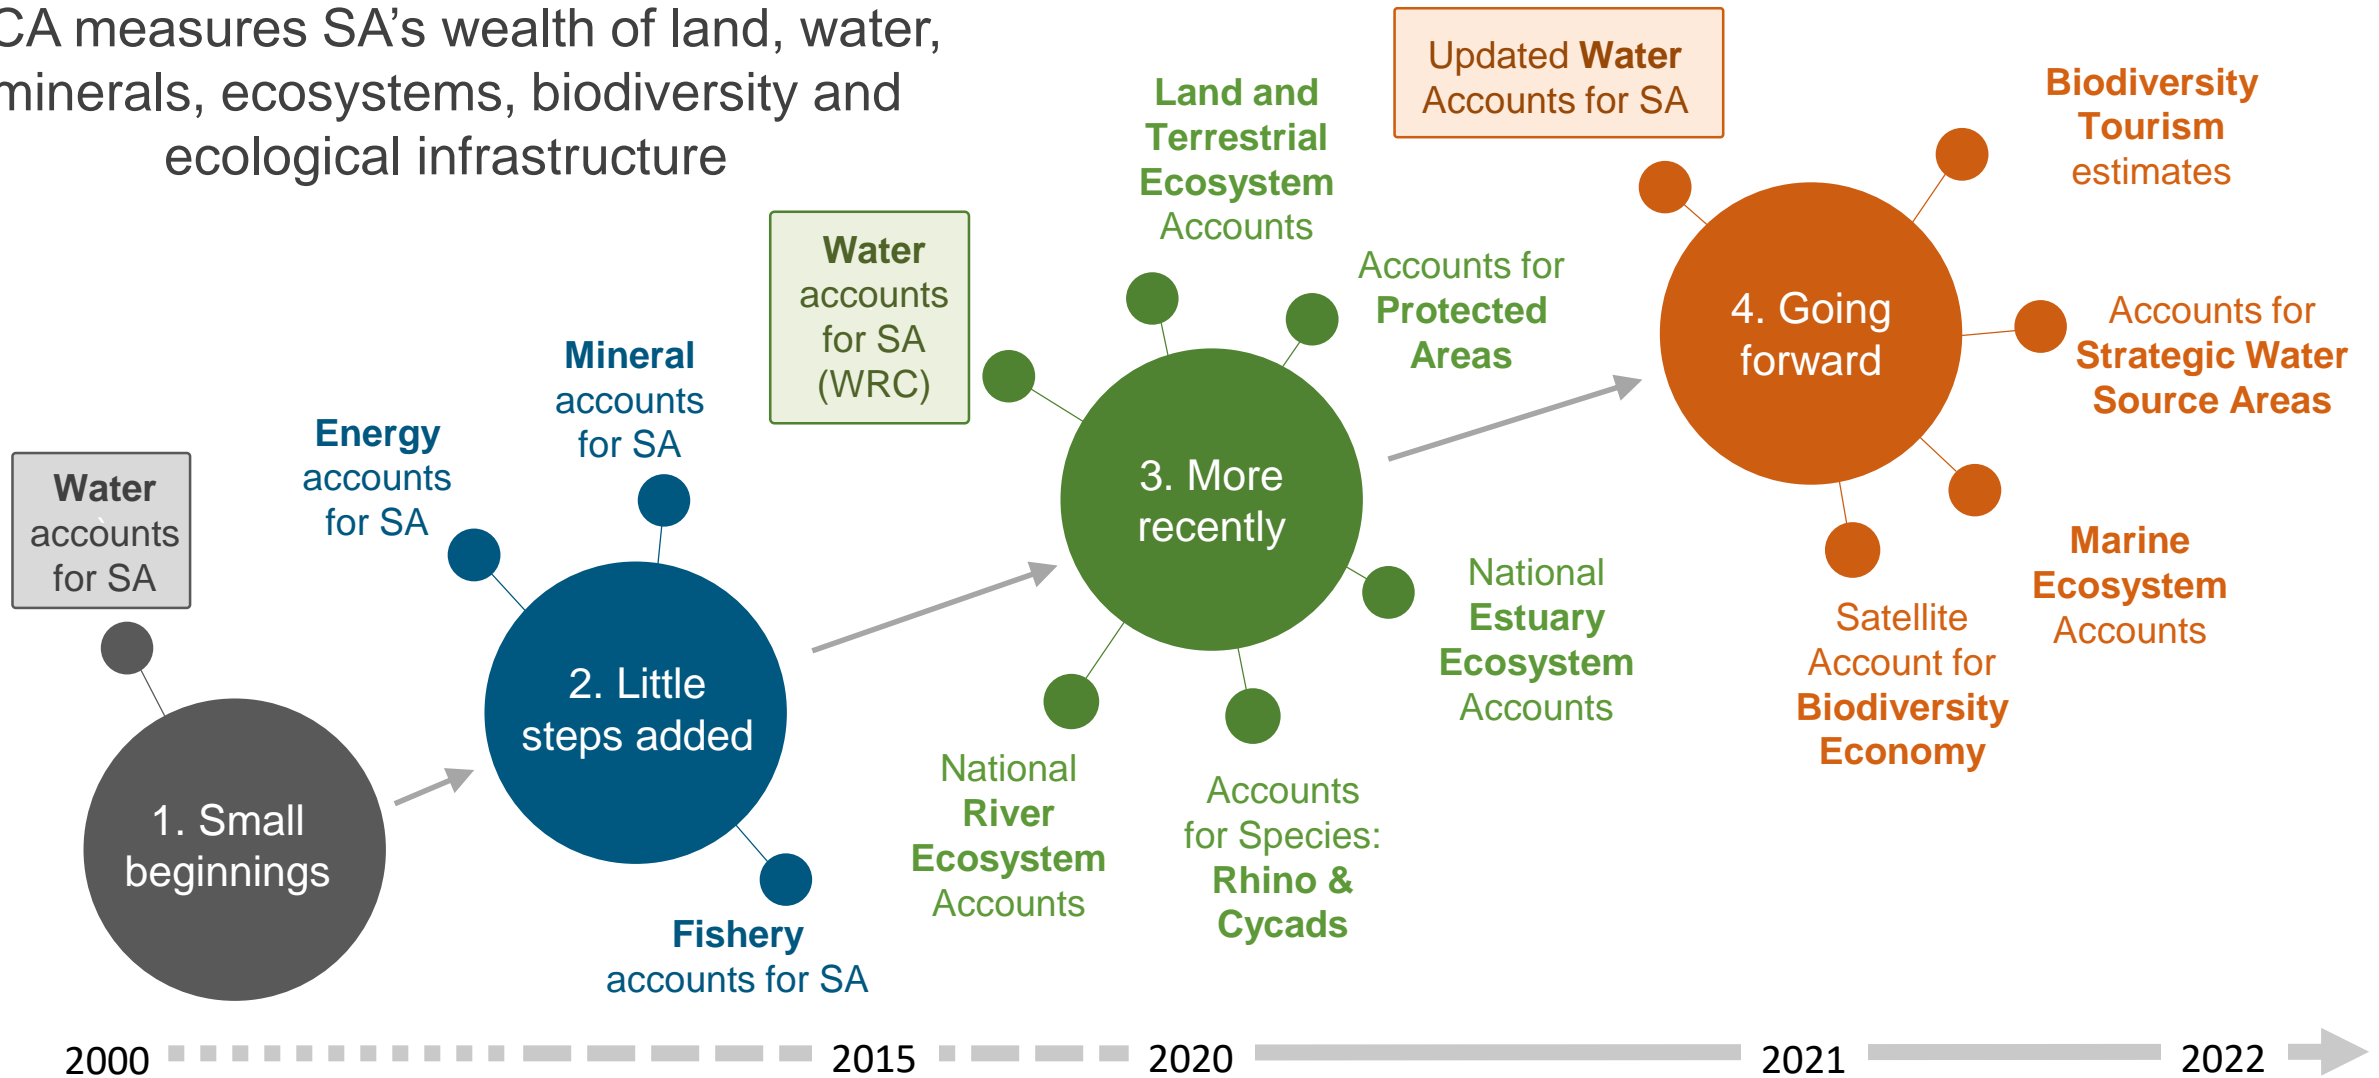 CA measures SA's wealth of land, water,
minerals, ecosystems, biodiversity and
ecological infrastructure
Water
accounts
for SA
1. Small
beginnings
Energy
accounts
for SA
Mineral
accounts
for SA
2. Little
steps added
Fishery
accounts for SA
Water
accounts
for SA
(WRC)
Land and
Terrestrial
Ecosystem
Accounts
Accounts for
Protected
Areas
3. More
recently
National
Estuary
Ecosystem
Accounts
National
River
Ecosystem
Accounts
Accounts
for Species:
Rhino &
Cycads
Updated Water
Accounts for SA
Biodiversity
Tourism
estimates
4. Going
forward
Accounts for
Strategic Water
Source Areas
Marine
Ecosystem
Accounts
Satellite
Account for
Biodiversity
Economy
2000
2015
2020
2021
2022